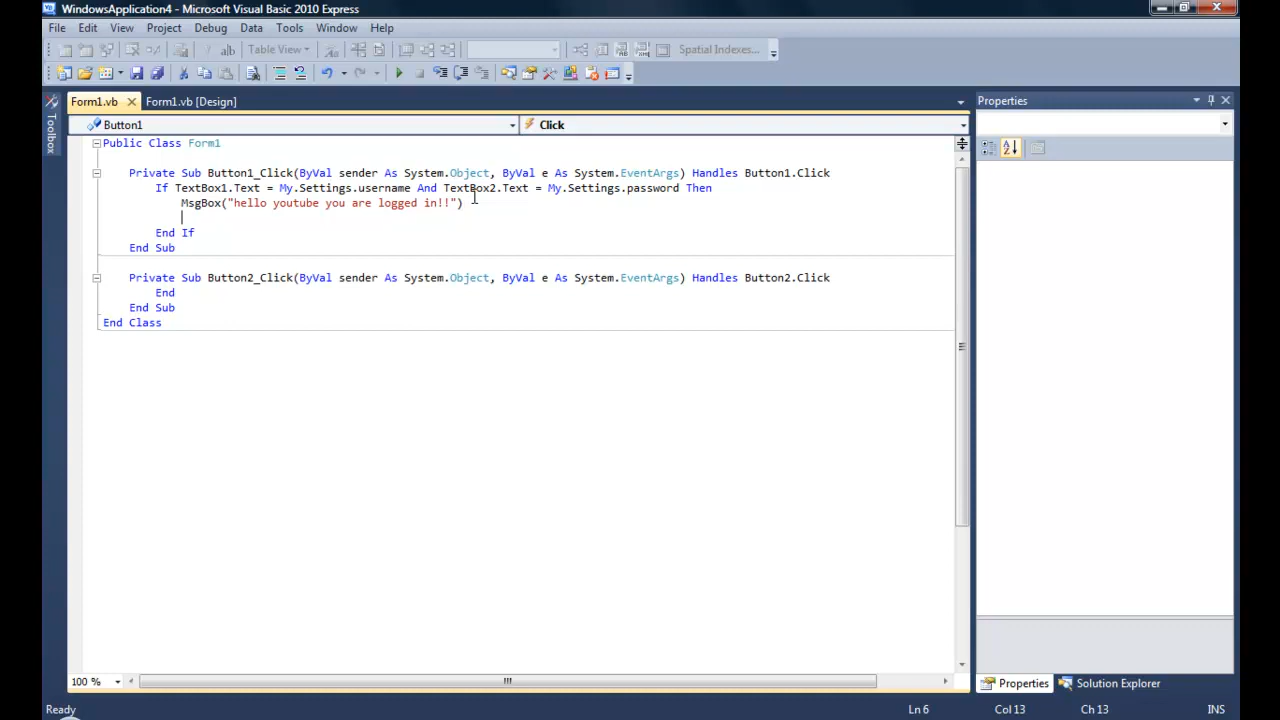 WindowsApplication4 - Microsoft Visual Basic 2010 Express
File Edit View Project Debug Data Tools Window Help
Table View Spatial Indexes...
Form1.vb Form1.vb [Design]
Properties
Button1 Click
Toolbox
Public Class Form1
Private Sub Button1_Click(ByVal sender As System.Object, ByVal e As System.EventArgs) Handles Button1.Click
If TextBox1.Text = My.Settings.username And TextBox2.Text = My.Settings.password Then
MsgBox("hello youtube you are logged in!!")
End If
End Sub
Private Sub Button2_Click(ByVal sender As System.Object, ByVal e As System.EventArgs) Handles Button2.Click
End
End Sub
End Class
100 %
Properties Solution Explorer
Ready Ln 6 Col 13 Ch 13 INS